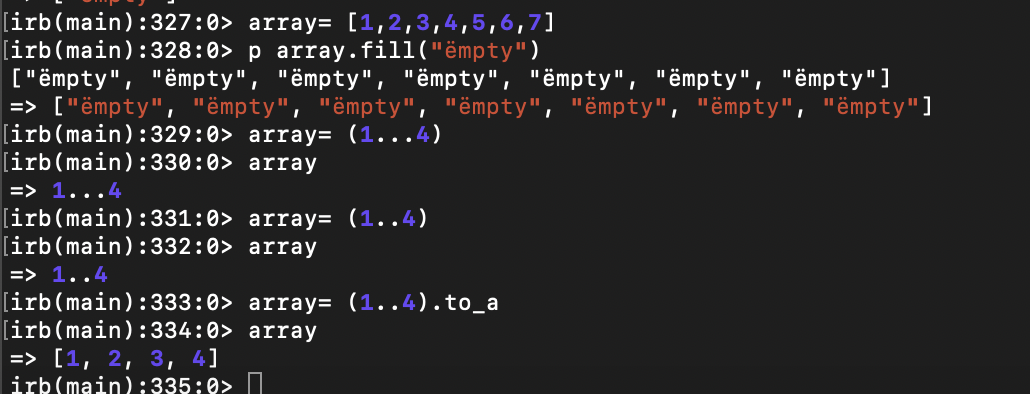 => ["ëmpty"]
[irb(main):327:0> array= [1,2,3,4,5,6,7]
[irb(main):328:0> p array.fill("ëmpty")
["ëmpty", "ëmpty", "ëmpty", "ëmpty", "ëmpty", "ëmpty", "ëmpty"]
=> ["ëmpty", "ëmpty", "ëmpty", "ëmpty", "ëmpty", "ëmpty", "ëmpty"]
[irb(main):329:0> array= (1...4)
[irb(main):330:0> array
=> 1...4
[irb(main):331:0> array= (1..4)
[irb(main):332:0> array
=> 1..4
[irb(main):333:0> array= (1..4).to_a
[irb(main):334:0> array
=> [1, 2, 3, 4]
irb(main):335:0>